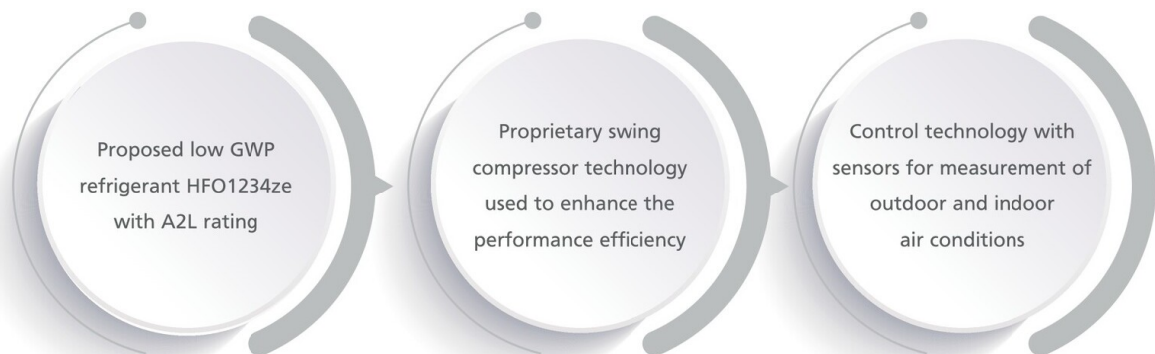 Proposed low GWP
refrigerant HFO1234ze
with A2L rating
Proprietary swing
compressor technology
used to enhance the
performance efficiency
Control technology with
sensors for measurement of
outdoor and indoor
air conditions